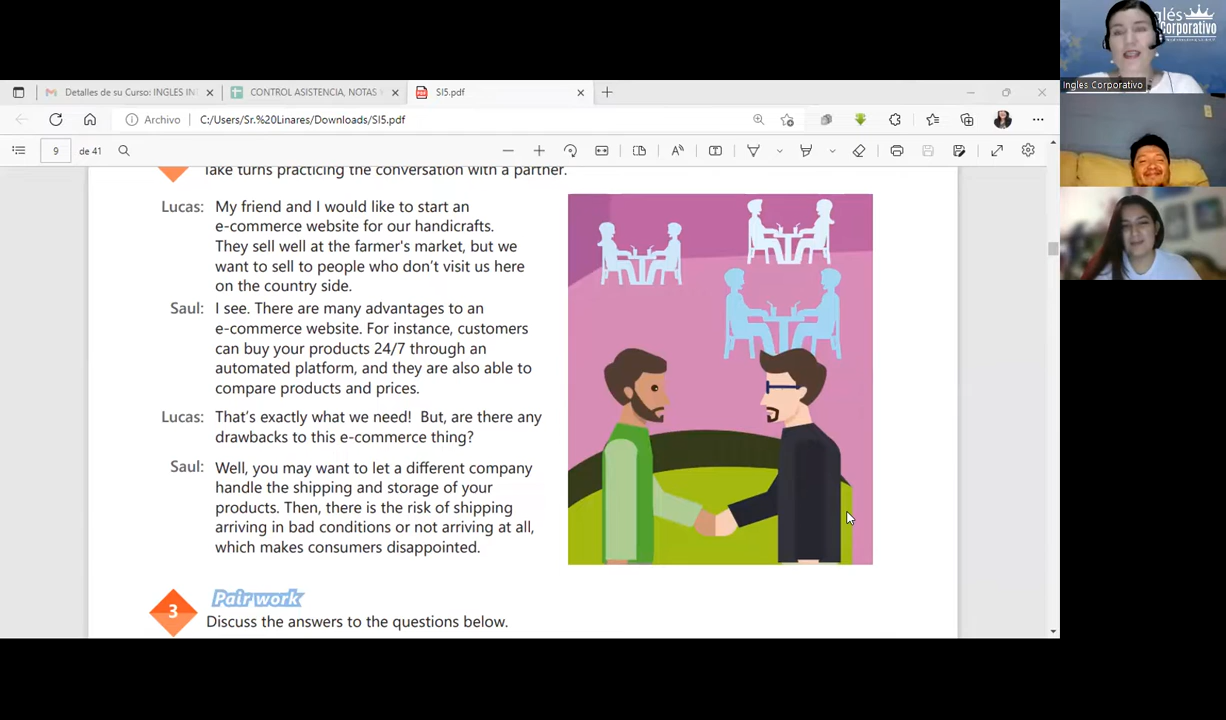 Detalles de su Curso: INGLES IN
CONTROL ASISTENCIA, NOTAS
SI5.pdf
Archivo
C:/Users/Sr.%20Linares/Downloads/SI5.pdf
9 de 41
Take turns practicing the conversation with a partner.
Lucas: My friend and I would like to start an
e-commerce website for our handicrafts.
They sell well at the farmer's market, but we
want to sell to people who don't visit us here
on the country side.
Saul: I see. There are many advantages to an
e-commerce website. For instance, customers
can buy your products 24/7 through an
automated platform, and they are also able to
compare products and prices.
Lucas: That's exactly what we need! But, are there any
drawbacks to this e-commerce thing?
Saul: Well, you may want to let a different company
handle the shipping and storage of your
products. Then, there is the risk of shipping
arriving in bad conditions or not arriving at all,
which makes consumers disappointed.
3
Pair work
Discuss the answers to the questions below.
Corporativo
Ingles Corporativo